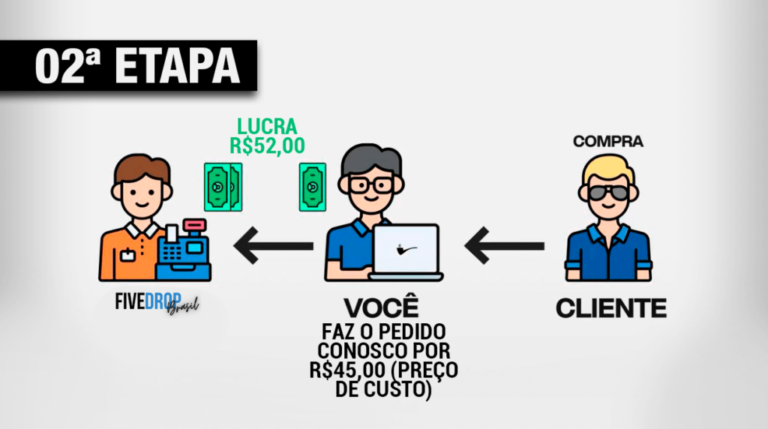 02ª ETAPA
LUCRA
R$52,00
COMPRA
FIVEDROP
Brasil
VOCÊ
CLIENTE
FAZ O PEDIDO
CONOSCO POR
R$45,00 (PREÇO
DE CUSTO)